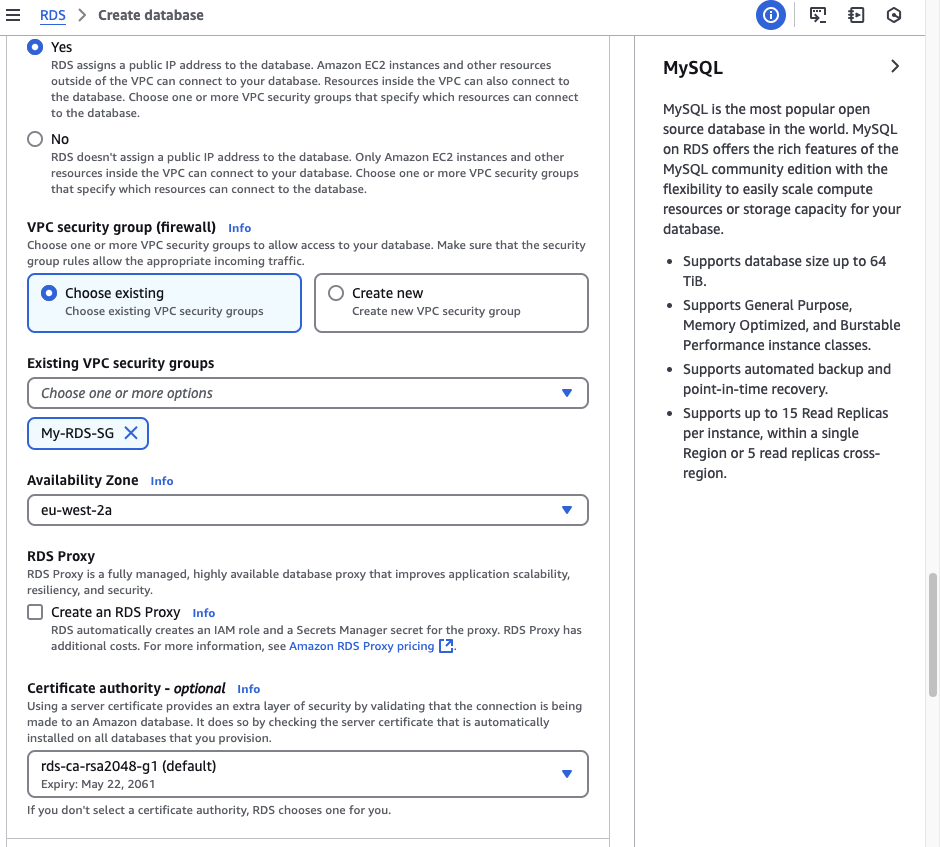 RDS > Create database
Yes
RDS assigns a public IP address to the database. Amazon EC2 instances and other resources
outside of the VPC can connect to your database. Resources inside the VPC can also connect to
the database. Choose one or more VPC security groups that specify which resources can connect
to the database.
No
RDS doesn't assign a public IP address to the database. Only Amazon EC2 instances and other
resources inside the VPC can connect to your database. Choose one or more VPC security groups
that specify which resources can connect to the database.
VPC security group (firewall) Info
Choose one or more VPC security groups to allow access to your database. Make sure that the security
group rules allow the appropriate incoming traffic.
Choose existing
Choose existing VPC security groups
Create new
Create new VPC security group
Existing VPC security groups
Choose one or more options
My-RDS-SG
Availability Zone Info
eu-west-2a
RDS Proxy
RDS Proxy is a fully managed, highly available database proxy that improves application scalability,
resiliency, and security.
Create an RDS Proxy Info
RDS automatically creates an IAM role and a Secrets Manager secret for the proxy. RDS Proxy has
additional costs. For more information, see Amazon RDS Proxy pricing.
Certificate authority - optional Info
Using a server certificate provides an extra layer of security by validating that the connection is being
made to an Amazon database. It does so by checking the server certificate that is automatically
installed on all databases that you provision.
rds-ca-rsa2048-g1 (default)
Expiry: May 22, 2061
If you don't select a certificate authority, RDS chooses one for you.
MySQL
MySQL is the most popular open
source database in the world. MySQL
on RDS offers the rich features of the
MySQL community edition with the
flexibility to easily scale compute
resources or storage capacity for your
database.
• Supports database size up to 64
TiB.
• Supports General Purpose,
Memory Optimized, and Burstable
Performance instance classes.
• Supports automated backup and
point-in-time recovery.
• Supports up to 15 Read Replicas
per instance, within a single
Region or 5 read replicas cross-
region.